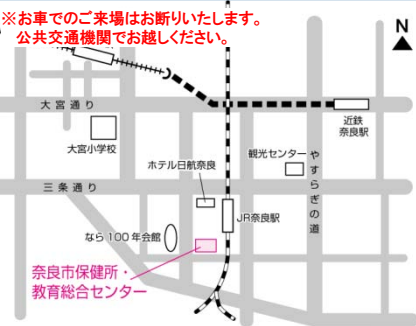 ※お車でのご来場はお断りいたします。
公共交通機関でお越しください。
N
大宮通り
近鉄
奈良駅
大宮小学校
観光センター
やすらぎの道
ホテル日航奈良
三条通り
JR奈良駅
なら100年会館
奈良市保健所・
教育総合センター